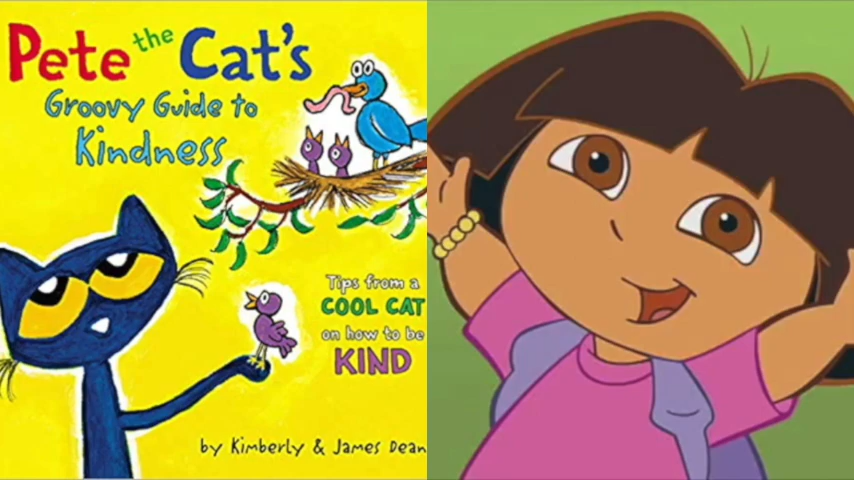 Pete the Cat's
Groovy Guide to
Kindness
Tips from a
COOL CAT
on how to be
KIND
by Kimberly & James Dean